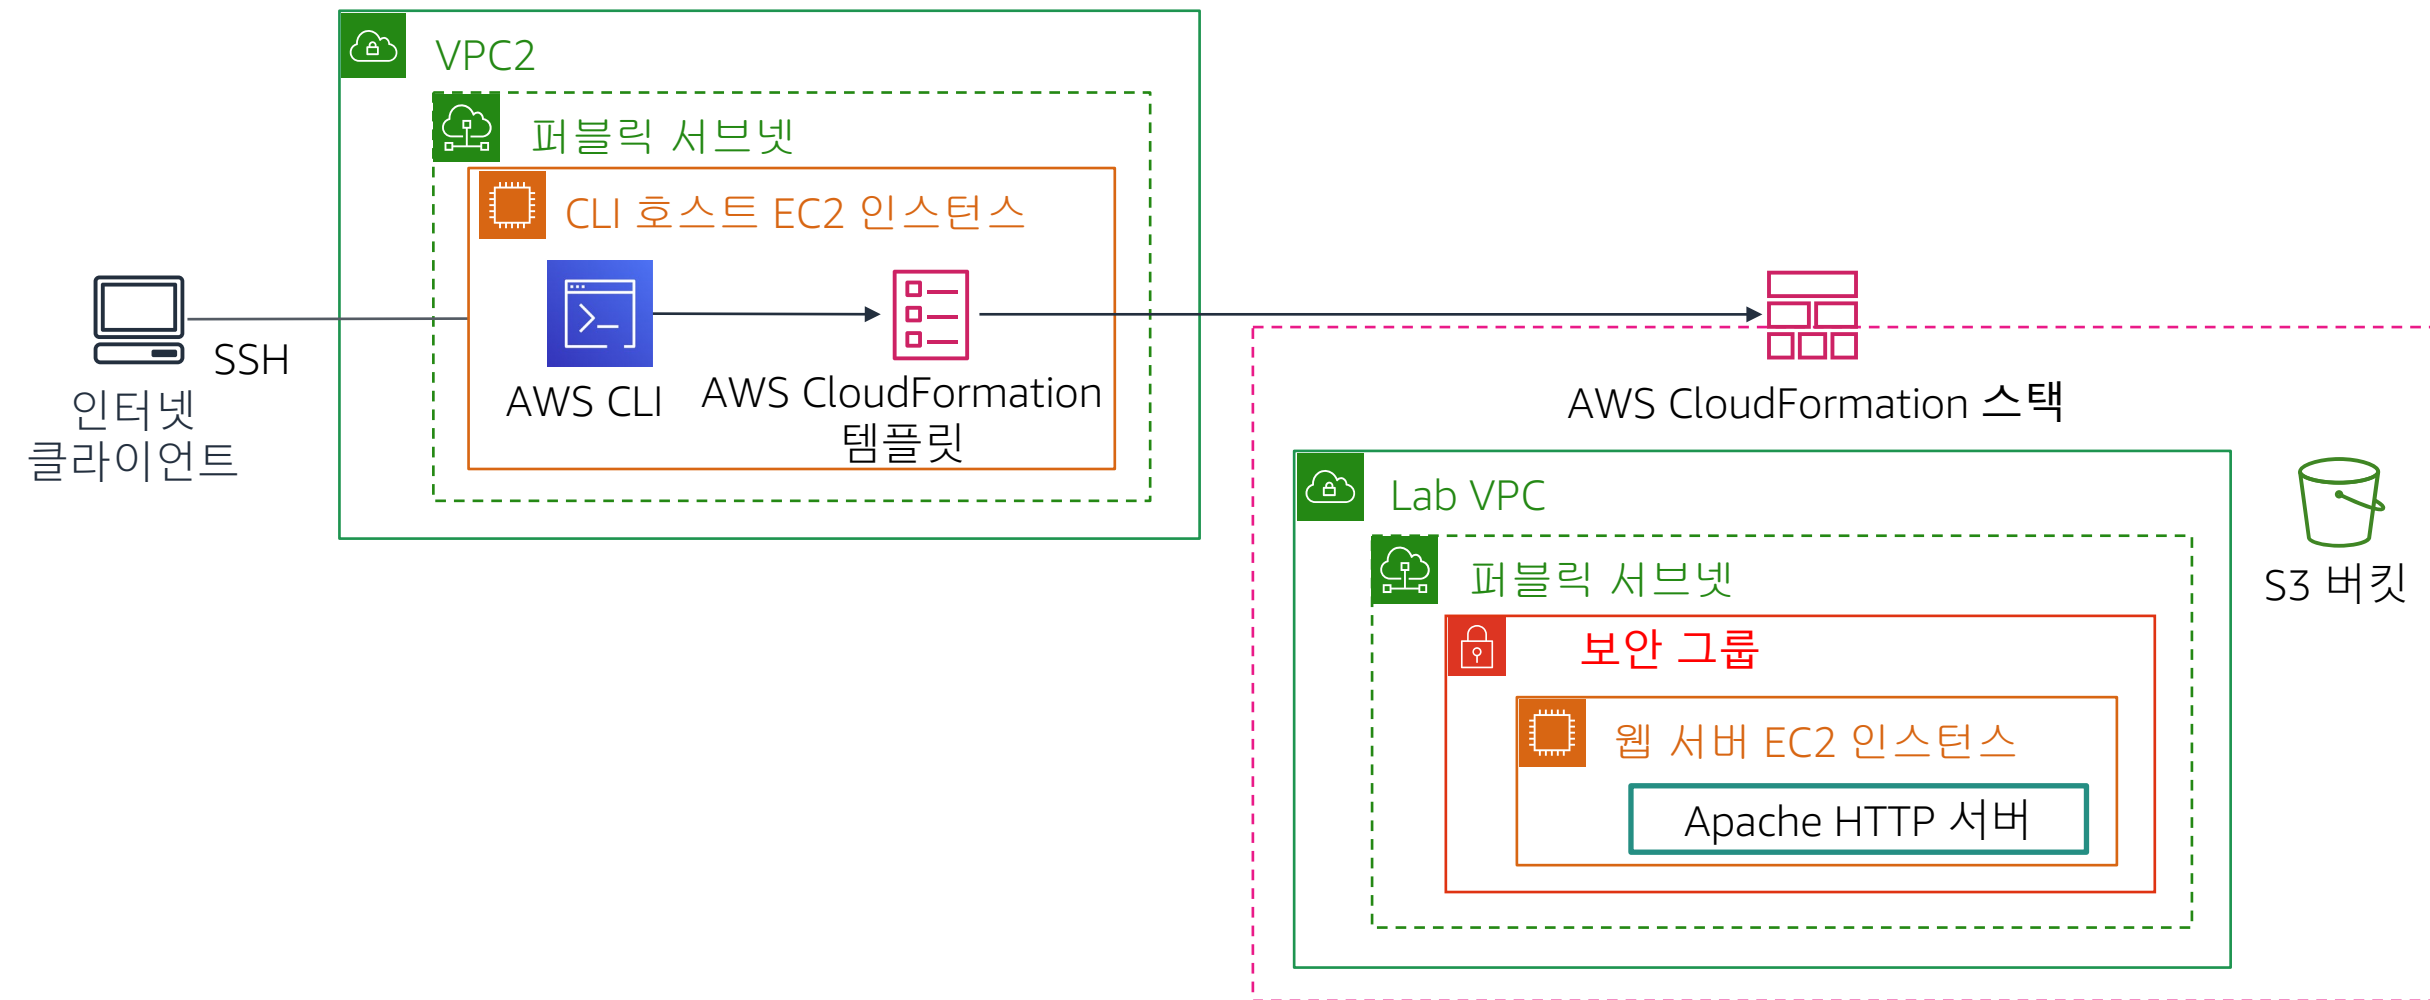 VPC2
퍼블릭 서브넷
CLI 호스트 EC2 인스턴스
SSH
인터넷
클라이언트
AWS CLI
AWS CloudFormation
템플릿
AWS CloudFormation 스택
Lab VPC
퍼블릭 서브넷
보안 그룹
웹 서버 EC2 인스턴스
Apache HTTP 서버
S3 버킷